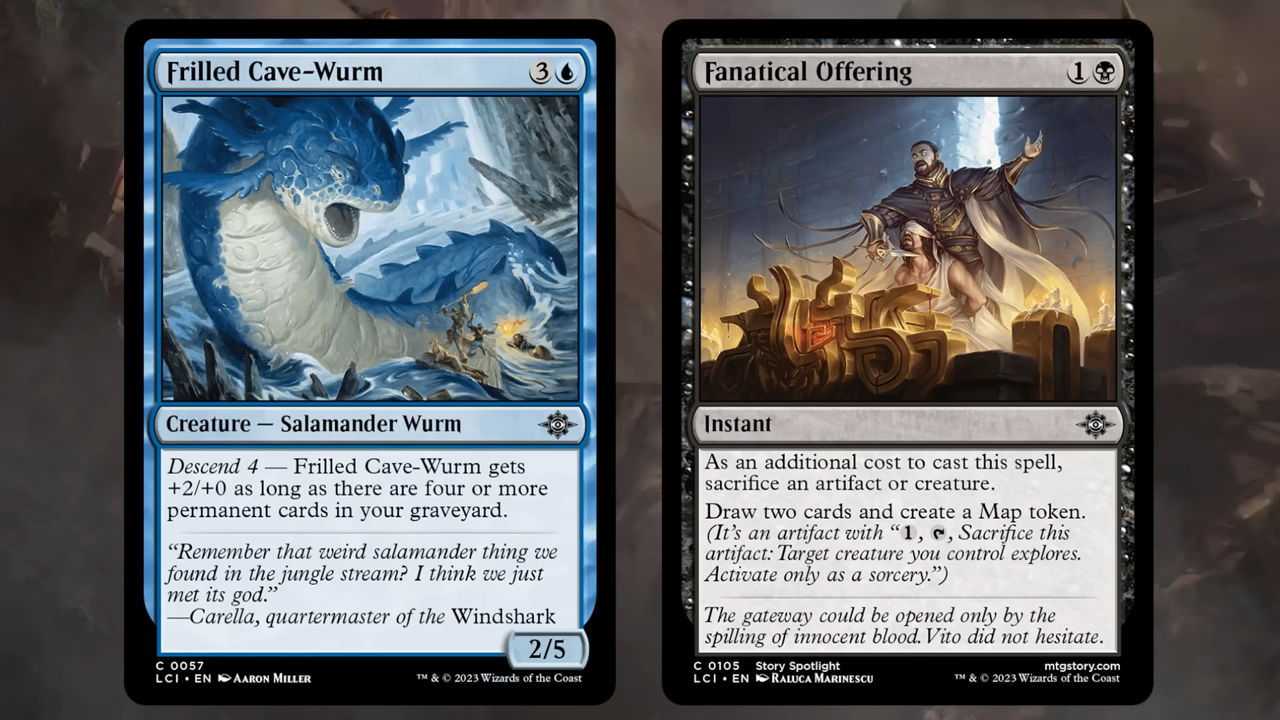 Frilled Cave-Wurm
3
Creature — Salamander Wurm
Descend 4 — Frilled Cave-Wurm gets
+2/+0 as long as there are four or more
permanent cards in your graveyard.
“Remember that weird salamander thing we
found in the jungle stream? I think we just
met its god.”
—Carella, quartermaster of the Windshark
2/5
C 0057
LCI • EN Aaron Miller
™ & © 2023 Wizards of the Coast
Fanatical Offering
1
Instant
As an additional cost to cast this spell,
sacrifice an artifact or creature.
Draw two cards and create a Map token.
(It’s an artifact with “1, , Sacrifice this
artifact: Target creature you control explores.
Activate only as a sorcery.”)
The gateway could be opened only by the
spilling of innocent blood. Vito did not hesitate.
C 0105 Story Spotlight
mtgstory.com
LCI • EN Raluca Marinescu
™ & © 2023 Wizards of the Coast